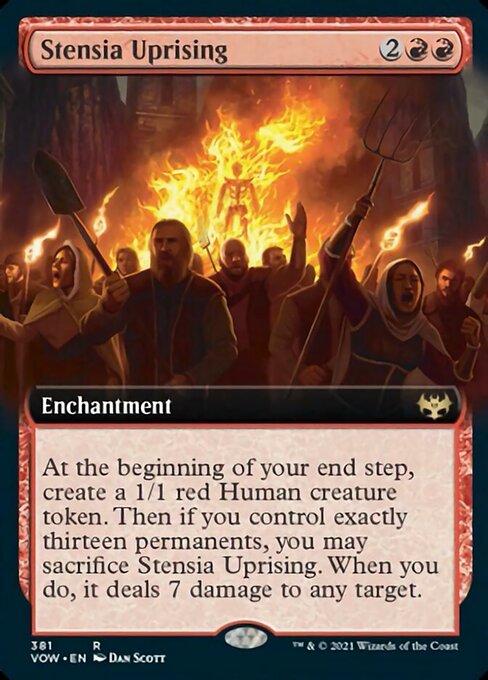 Stensia Uprising 2
Enchantment
At the beginning of your end step,
create a 1/1 red Human creature
token. Then if you control exactly
thirteen permanents, you may
sacrifice Stensia Uprising. When you
do, it deals 7 damage to any target.
381 R
VOW • EN Dan Scott
™ & © 2021 Wizards of the Coast